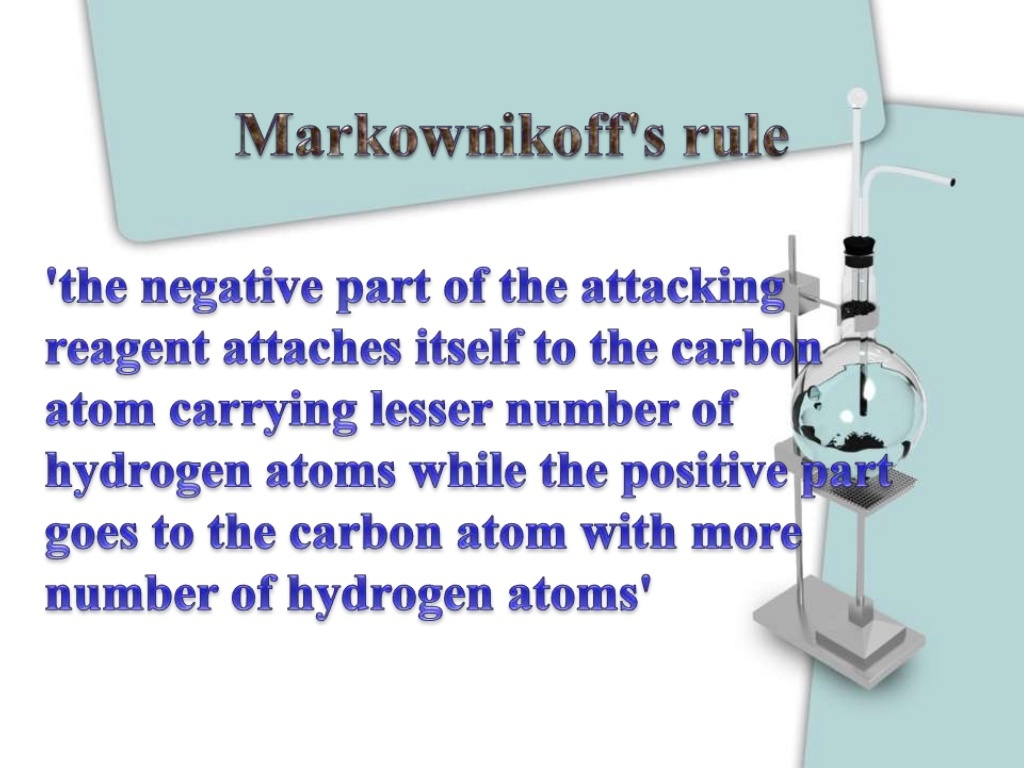 Markownikoff's rule
'the negative part of the attacking
reagent attaches itself to the carbon
atom carrying lesser number of
hydrogen atoms while the positive part
goes to the carbon atom with more
number of hydrogen atoms'